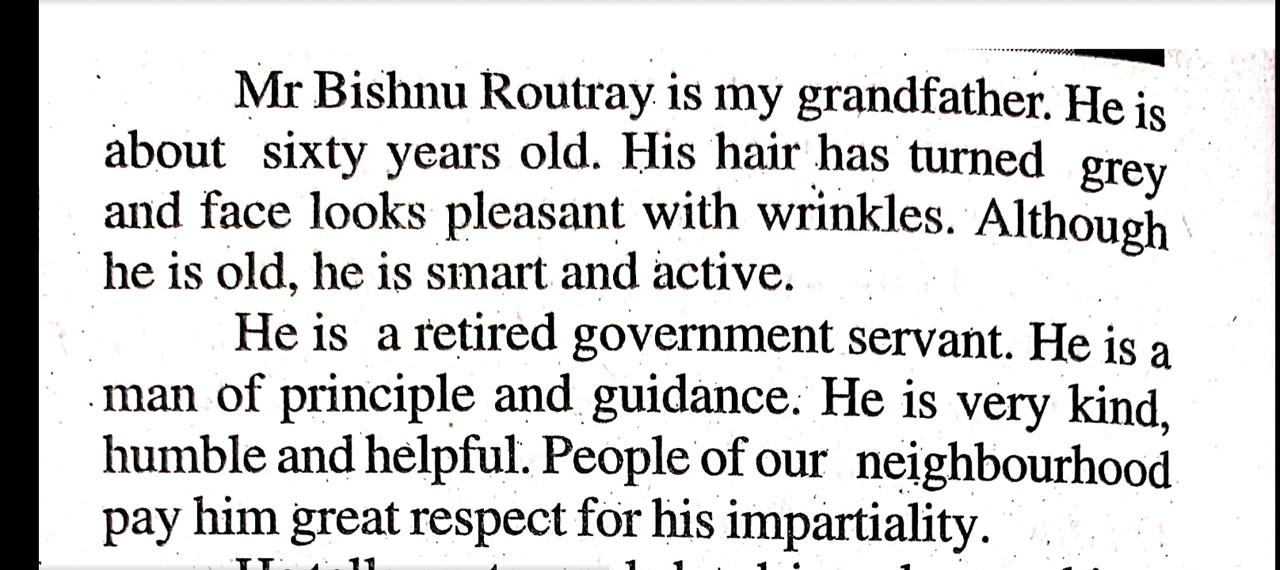 Mr Bishnu Routray is my grandfather. He is
about sixty years old. His hair has turned grey
and face looks pleasant with wrinkles. Although
he is old, he is smart and active.
He is a retired government servant. He is a
man of principle and guidance. He is very kind,
humble and helpful. People of our neighbourhood
pay him great respect for his impartiality.